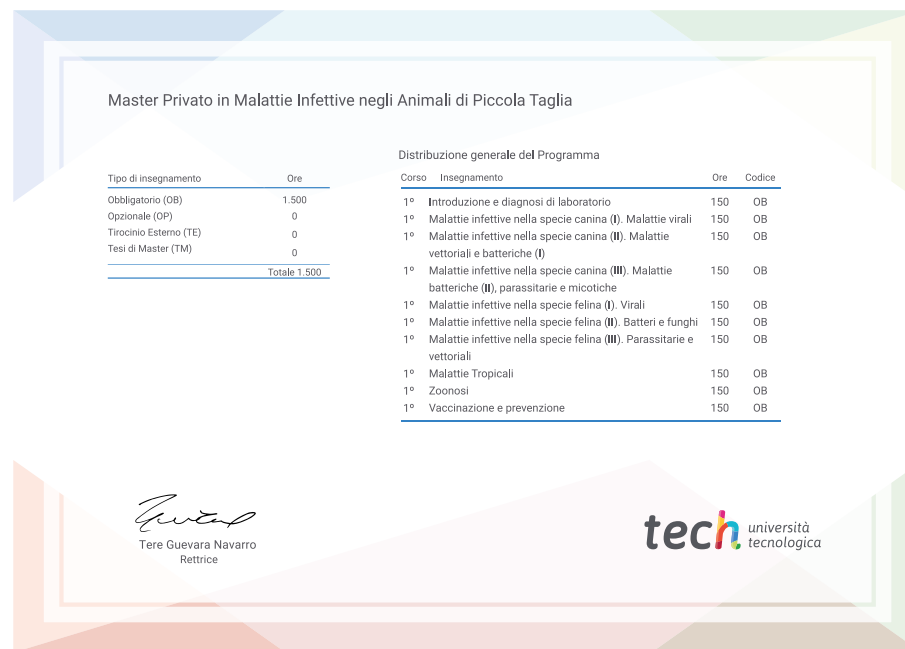 Master Privato in Malattie Infettive negli Animali di Piccola Taglia
Tipo di insegnamento Ore
Obbligatorio (OB) 1.500
Opzionale (OP) 0
Tirocinio Esterno (TE) 0
Tesi di Master (TM) 0
Totale 1.500
Distribuzione generale del Programma
Corso Insegnamento Ore Codice
1º Introduzione e diagnosi di laboratorio 150 OB
1º Malattie infettive nella specie canina (I). Malattie virali 150 OB
1º Malattie infettive nella specie canina (II). Malattie 150 OB
vettoriali e batteriche (I)
1º Malattie infettive nella specie canina (III). Malattie 150 OB
batteriche (II), parassitarie e micotiche
1º Malattie infettive nella specie felina (I). Virali 150 OB
1º Malattie infettive nella specie felina (II). Batteri e funghi 150 OB
1º Malattie infettive nella specie felina (III). Parassitarie e 150 OB
vettoriali
1º Malattie Tropicali 150 OB
1º Zoonosi 150 OB
1º Vaccinazione e prevenzione 150 OB
Tere Guevara Navarro
Rettrice
tech università
tecnologica